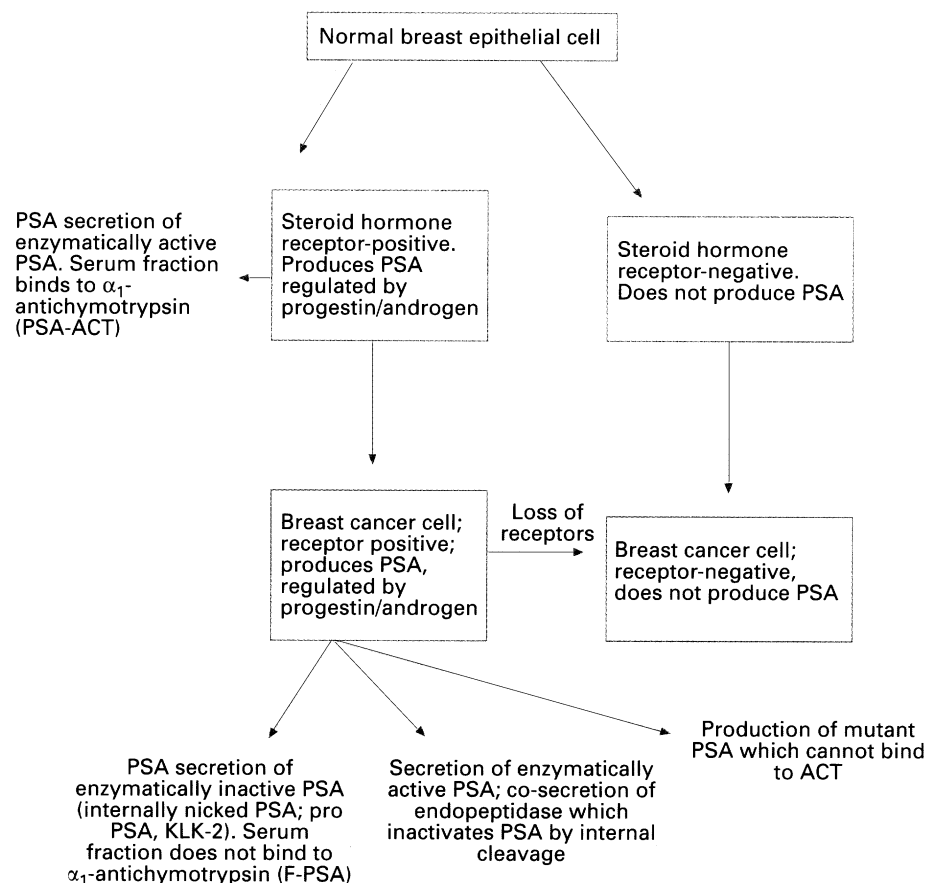 Normal breast epithelial cell
PSA secretion of
enzymatically active
PSA. Serum fraction
binds to α₁-
antichymotrypsin
(PSA-ACT)
Steroid hormone
receptor-positive.
Produces PSA
regulated by
progestin/androgen
Steroid hormone
receptor-negative.
Does not produce PSA
Breast cancer cell;
receptor positive;
produces PSA,
regulated by
progestin/androgen
Loss of
receptors
Breast cancer cell;
receptor-negative,
does not produce PSA
PSA secretion of
enzymatically inactive PSA
(internally nicked PSA; pro
PSA, KLK-2). Serum
fraction does not bind to
α₁-antichymotrypsin (F-PSA)
Secretion of enzymatically
active PSA; co-secretion of
endopeptidase which
inactivates PSA by internal
cleavage
Production of mutant
PSA which cannot bind
to ACT